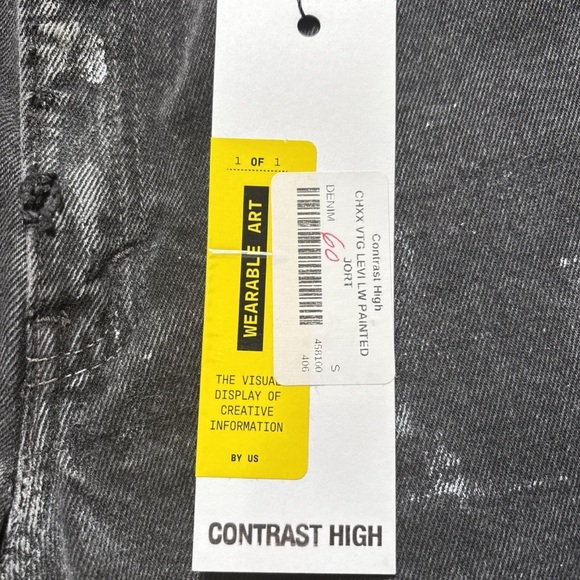 1 OF 1
WEARABLE ART
THE VISUAL
DISPLAY OF
CREATIVE
INFORMATION
BY US
Contrast High
CHXX VTG LEVI LW PAINTED
JORT
DENIM
60
458100
S
406
CONTRAST HIGH